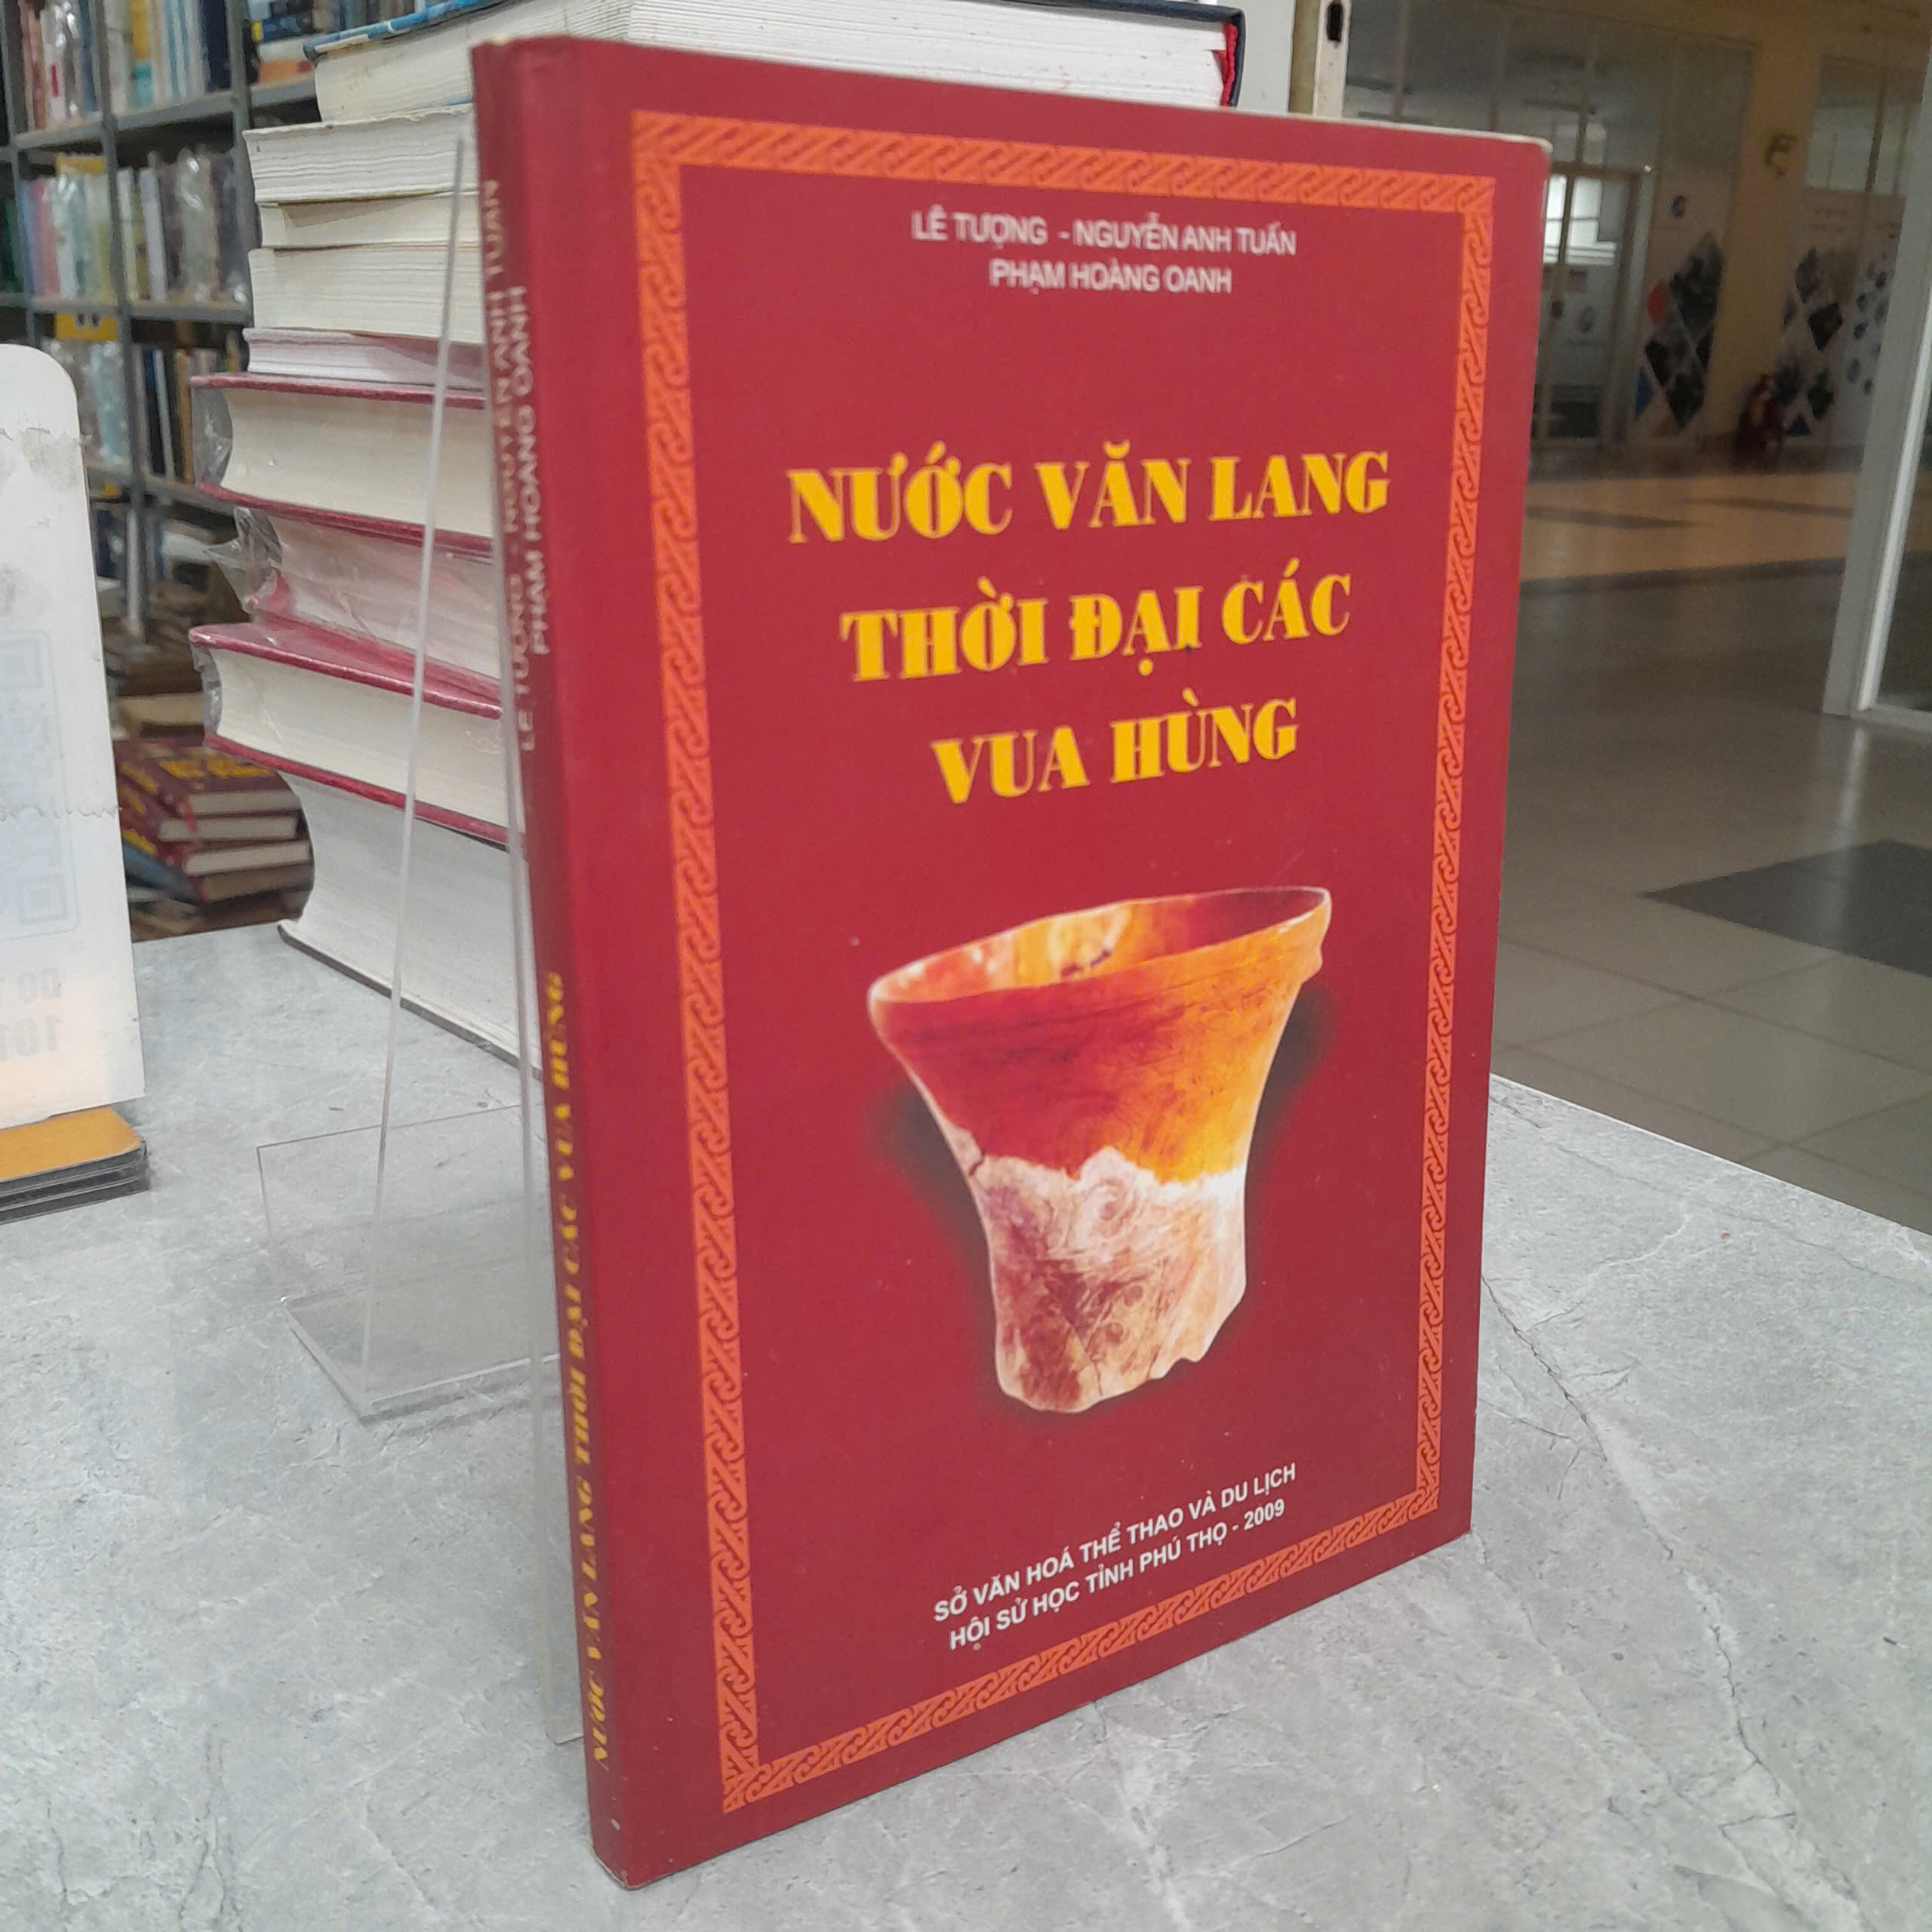 LÊ TƯỢNG - NGUYỄN ANH TUẤN
PHẠM HOÀNG OANH
NƯỚC VĂN LANG
THỜI ĐẠI CÁC
VUA HÙNG
SỞ VĂN HOÁ THỂ THAO VÀ DU LỊCH
HỘI SỬ HỌC TỈNH PHÚ THỌ - 2009
LÊ TƯỢNG - NGUYỄN ANH TUẤN
PHẠM HOÀNG OANH
NƯỚC VĂN LANG THỜI ĐẠI CÁC VUA HÙNG